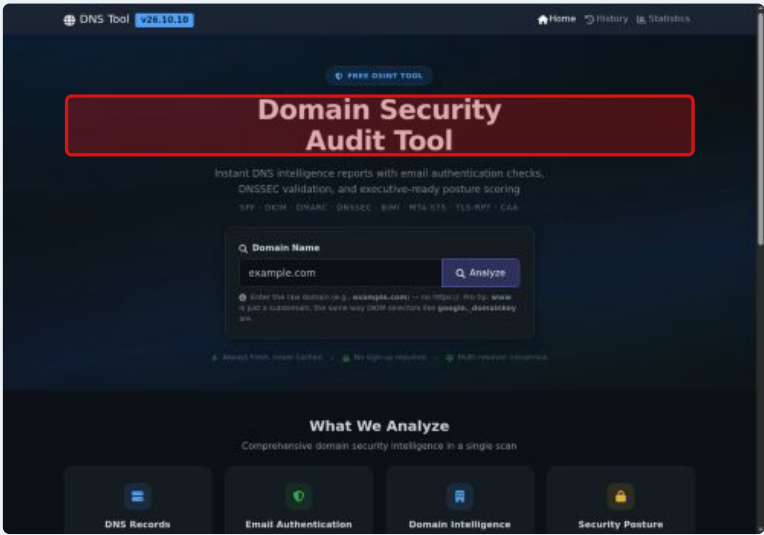 DNS Tool v26.10.10
Home History Statistics
FREE OSINT TOOL
Domain Security
Audit Tool
Instant DNS intelligence reports with email authentication checks,
DNSSEC validation, and executive-ready posture scoring
SPF · DKIM · DMARC · DNSSEC · BIMI · MTA-STS · TLS-RPT · CAA
Domain Name
example.com
Analyze
Enter the raw domain (e.g., example.com) — no https://. Pro tip: www
is just a subdomain, the same way DKIM selectors like google._domainkey
are.
Always fresh, never cached · No sign-up required · Multi-resolver consensus
What We Analyze
Comprehensive domain security intelligence in a single scan
DNS Records Email Authentication Domain Intelligence Security Posture